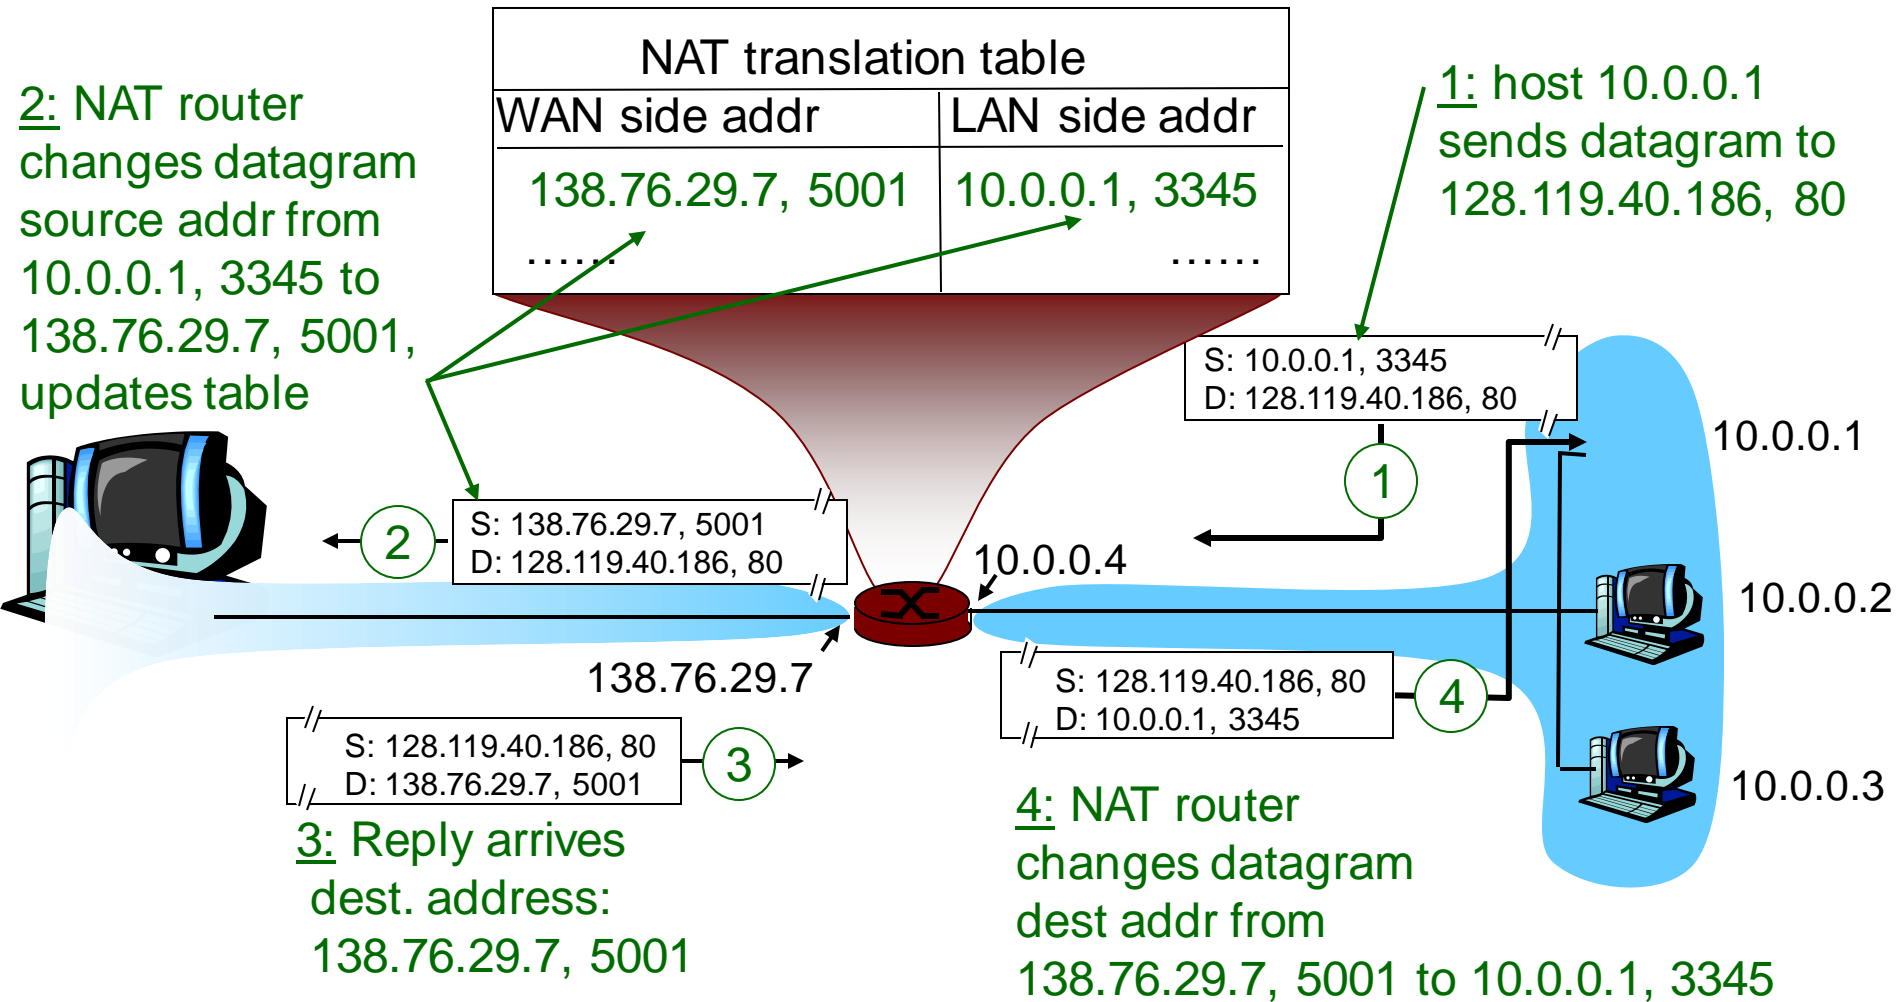 NAT translation table
WAN side addr
LAN side addr
138.76.29.7, 5001
10.0.0.1, 3345
......
......
2: NAT router
changes datagram
source addr from
10.0.0.1, 3345 to
138.76.29.7, 5001,
updates table
1: host 10.0.0.1
sends datagram to
128.119.40.186, 80
S: 10.0.0.1, 3345
D: 128.119.40.186, 80
1
10.0.0.1
S: 138.76.29.7, 5001
D: 128.119.40.186, 80
2
10.0.0.4
10.0.0.2
138.76.29.7
S: 128.119.40.186, 80
D: 10.0.0.1, 3345
4
S: 128.119.40.186, 80
D: 138.76.29.7, 5001
3
10.0.0.3
3: Reply arrives
dest. address:
138.76.29.7, 5001
4: NAT router
changes datagram
dest addr from
138.76.29.7, 5001 to 10.0.0.1, 3345